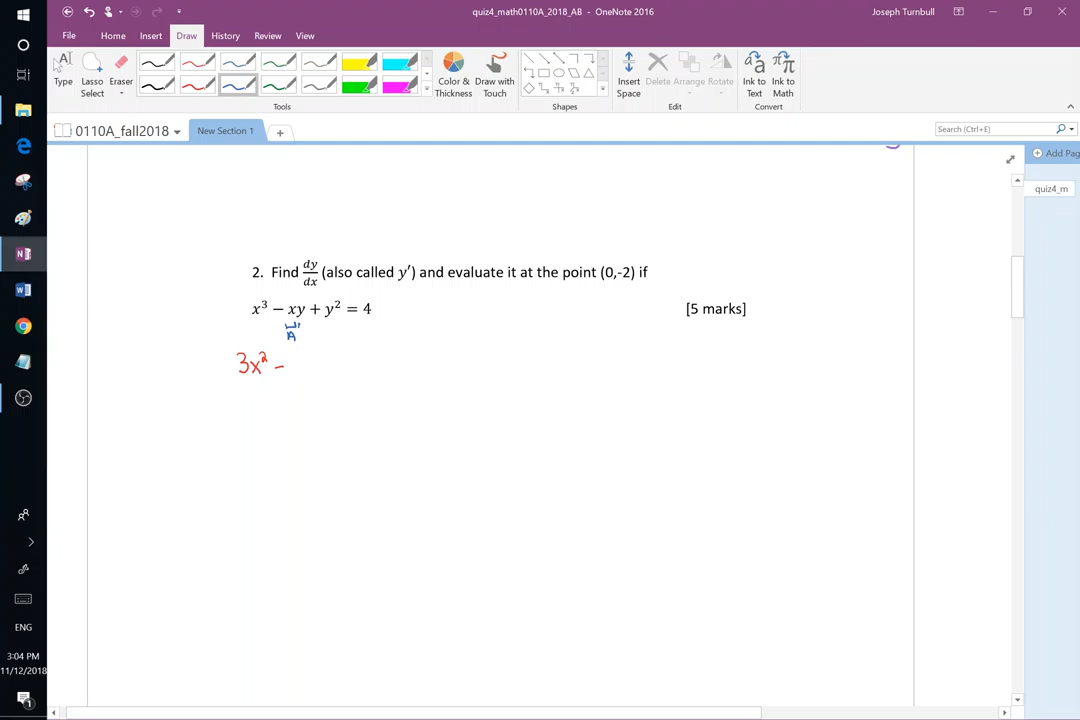 quiz4_math0110A_2018_AB - OneNote 2016
Joseph Turnbull
File Home Insert Draw History Review View
Type
Lasso Select
Eraser
Color & Thickness
Draw with Touch
Insert Space
Delete
Arrange
Rotate
Ink to Text
Ink to Math
Tools
Shapes
Edit
Convert
0110A_fall2018
New Section 1
Search (Ctrl+E)
Add Pag
quiz4_m
2. Find dy/dx (also called y′) and evaluate it at the point (0,-2) if
x³ − xy + y² = 4 [5 marks]
A
3x² -
ENG
3:04 PM
11/12/2018
1